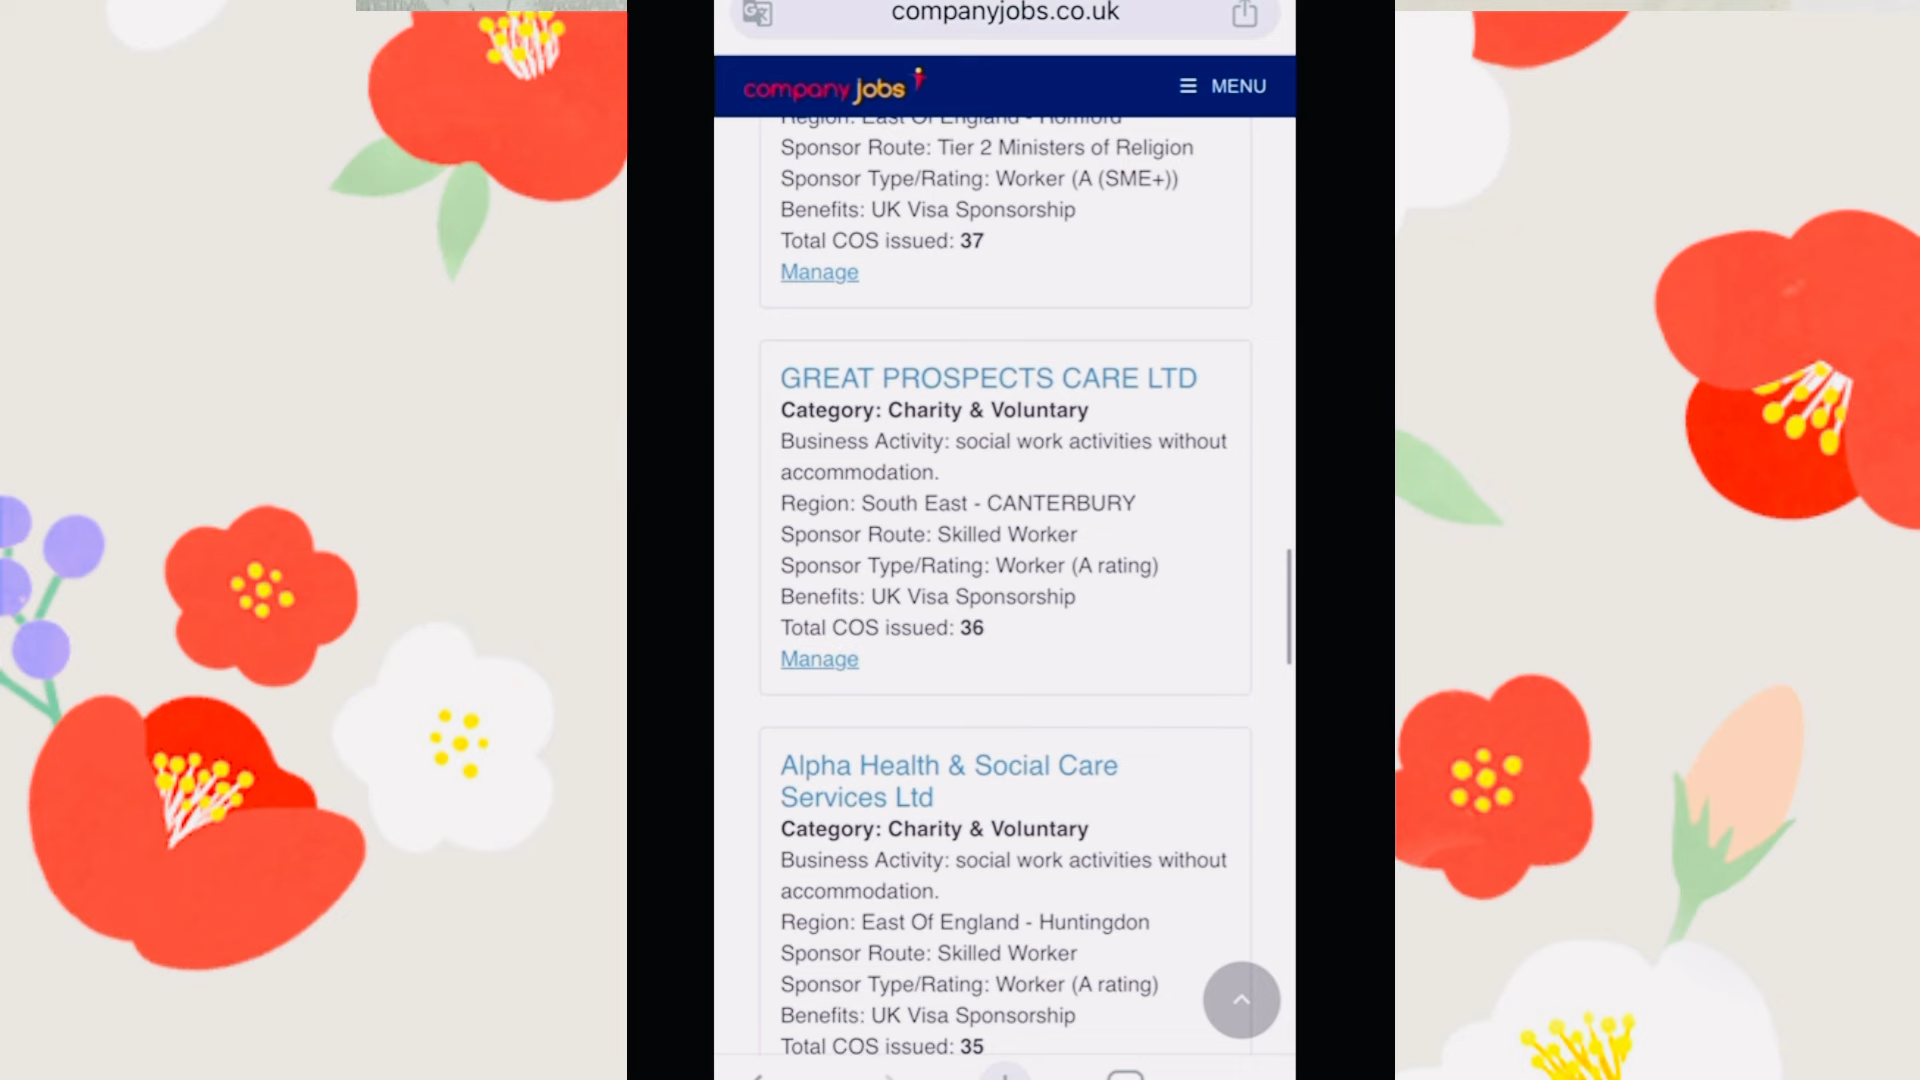 companyjobs.co.uk
company jobs
MENU
Region: East Of England - Romford
Sponsor Route: Tier 2 Ministers of Religion
Sponsor Type/Rating: Worker (A (SME+))
Benefits: UK Visa Sponsorship
Total COS issued: 37
Manage
GREAT PROSPECTS CARE LTD
Category: Charity & Voluntary
Business Activity: social work activities without
accommodation.
Region: South East - CANTERBURY
Sponsor Route: Skilled Worker
Sponsor Type/Rating: Worker (A rating)
Benefits: UK Visa Sponsorship
Total COS issued: 36
Manage
Alpha Health & Social Care
Services Ltd
Category: Charity & Voluntary
Business Activity: social work activities without
accommodation.
Region: East Of England - Huntingdon
Sponsor Route: Skilled Worker
Sponsor Type/Rating: Worker (A rating)
Benefits: UK Visa Sponsorship
Total COS issued: 35